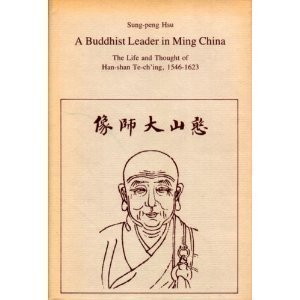 Sung-peng Hsu
A Buddhist Leader in Ming China
The Life and Thought of
Han-shan Te-ch'ing, 1546-1623
像師大山憨